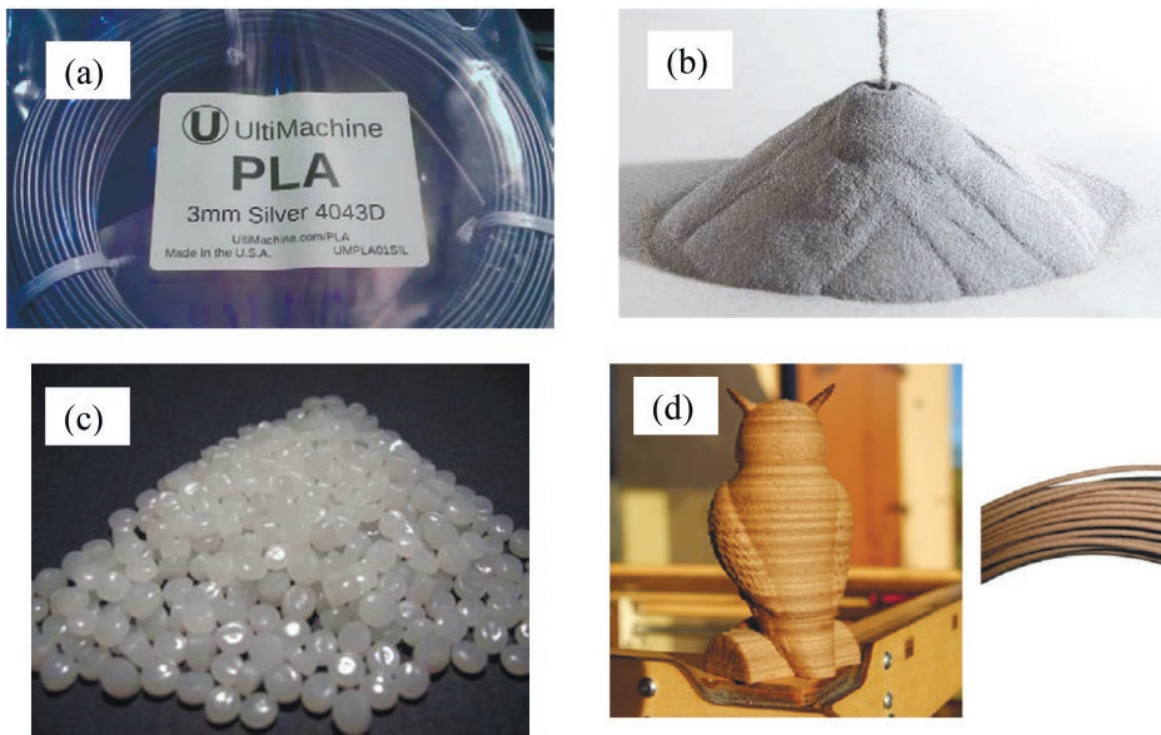 (a)
U UltiMachine
PLA
3mm Silver 4043D
UltiMachine.com/PLA
Made In the U.S.A. UMPLA01SIL
(b)
(c)
(d)